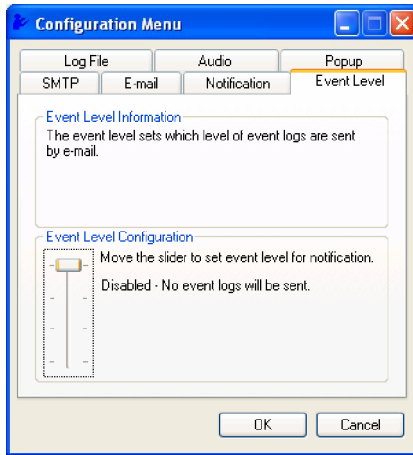 Configuration Menu
Log File Audio Popup
SMTP E-mail Notification Event Level
Event Level Information
The event level sets which level of event logs are sent
by e-mail.
Event Level Configuration
Move the slider to set event level for notification.
Disabled - No event logs will be sent.
OK Cancel